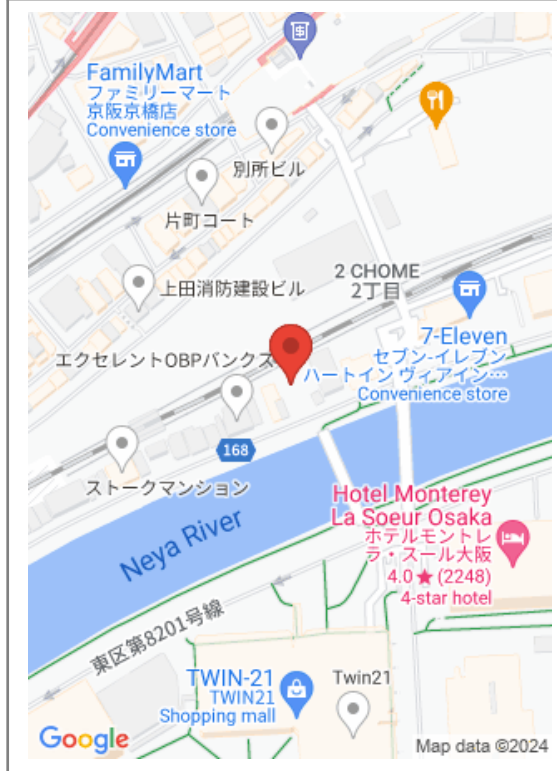 FamilyMart
ファミリーマート
京阪京橋店
Convenience store
別所ビル
片町コート
2 CHOME
2丁目
上田消防建設ビル
7-Eleven
セブン-イレブン
ハートイン ヴィアイン…
Convenience store
エクセレントOBPバンクス
168
ストークマンション
Neya River
Hotel Monterey
La Soeur Osaka
ホテルモントレ
ラ・スール大阪
4.0 ★ (2248)
4-star hotel
東区第8201号線
TWIN-21
TWIN21
Shopping mall
Twin21
Google
Map data ©2024